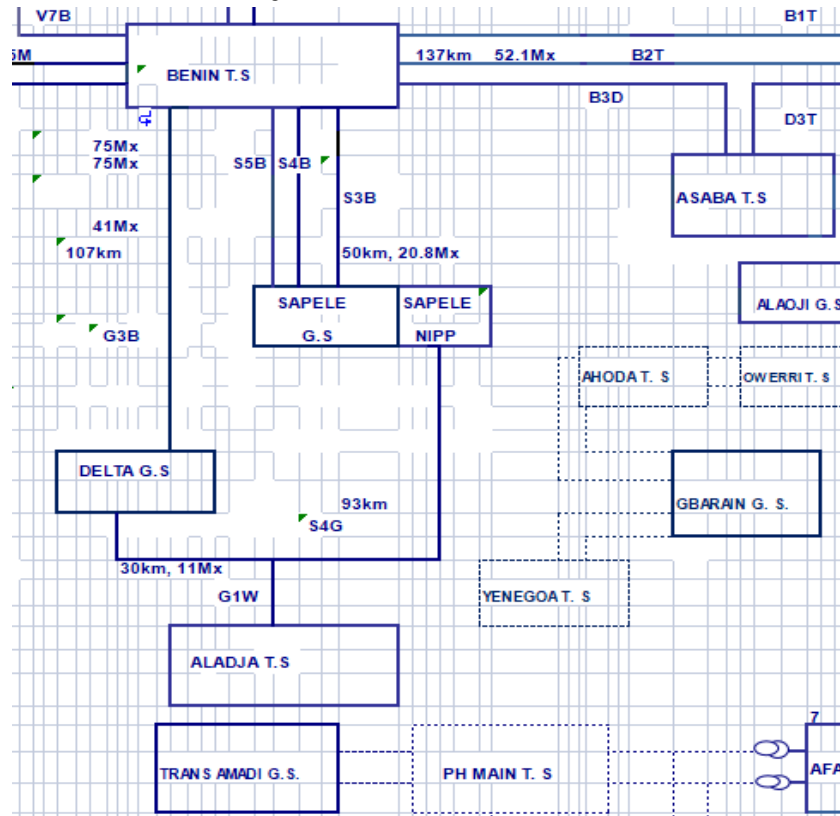 V7B
B1T
5M
BENIN T.S
137km 52.1Mx B2T
B3D
D3T
75Mx
75Mx
S5B S4B
S3B
ASABA T.S
41Mx
107km
50km, 20.8Mx
SAPELE
G.S
SAPELE
NIPP
ALAOJI G.S
G3B
AHODA T. S
OWERRI T. S
DELTA G.S
93km
S4G
GBARAIN G. S.
30km, 11Mx
G1W
YENEGOA T. S
ALADJA T.S
7
TRANS AMADI G.S.
PH MAIN T. S
AFA